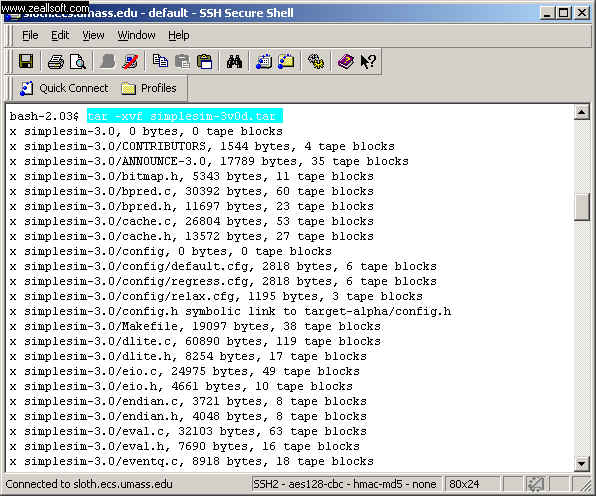 www.zeallsoft.com
sloth.ecs.umass.edu - default - SSH Secure Shell
File Edit View Window Help
Quick Connect Profiles
bash-2.03$ tar -xvf simplesim-3v0d.tar
x simplesim-3.0, 0 bytes, 0 tape blocks
x simplesim-3.0/CONTRIBUTORS, 1544 bytes, 4 tape blocks
x simplesim-3.0/ANNOUNCE-3.0, 17789 bytes, 35 tape blocks
x simplesim-3.0/bitmap.h, 5343 bytes, 11 tape blocks
x simplesim-3.0/bpred.c, 30392 bytes, 60 tape blocks
x simplesim-3.0/bpred.h, 11697 bytes, 23 tape blocks
x simplesim-3.0/cache.c, 26804 bytes, 53 tape blocks
x simplesim-3.0/cache.h, 13572 bytes, 27 tape blocks
x simplesim-3.0/config, 0 bytes, 0 tape blocks
x simplesim-3.0/config/default.cfg, 2818 bytes, 6 tape blocks
x simplesim-3.0/config/regress.cfg, 2818 bytes, 6 tape blocks
x simplesim-3.0/config/relax.cfg, 1195 bytes, 3 tape blocks
x simplesim-3.0/config.h symbolic link to target-alpha/config.h
x simplesim-3.0/Makefile, 19097 bytes, 38 tape blocks
x simplesim-3.0/dlite.c, 60890 bytes, 119 tape blocks
x simplesim-3.0/dlite.h, 8254 bytes, 17 tape blocks
x simplesim-3.0/eio.c, 24975 bytes, 49 tape blocks
x simplesim-3.0/eio.h, 4661 bytes, 10 tape blocks
x simplesim-3.0/endian.c, 3721 bytes, 8 tape blocks
x simplesim-3.0/endian.h, 4048 bytes, 8 tape blocks
x simplesim-3.0/eval.c, 32103 bytes, 63 tape blocks
x simplesim-3.0/eval.h, 7690 bytes, 16 tape blocks
x simplesim-3.0/eventq.c, 8918 bytes, 18 tape blocks
Connected to sloth.ecs.umass.edu SSH2 - aes128-cbc - hmac-md5 - none 80x24